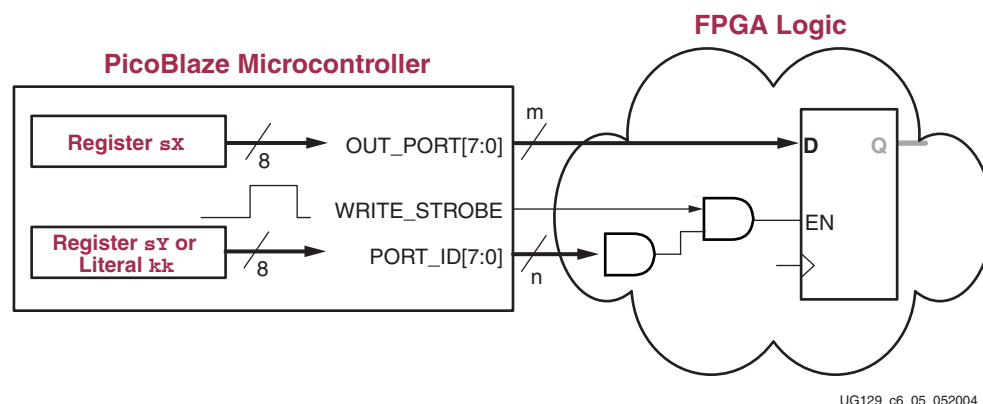 FPGA Logic
PicoBlaze Microcontroller
Register sX
8
OUT_PORT[7:0]
m
D
Q
WRITE_STROBE
EN
Register sY or
Literal kk
8
PORT_ID[7:0]
n
UG129_c6_05_052004